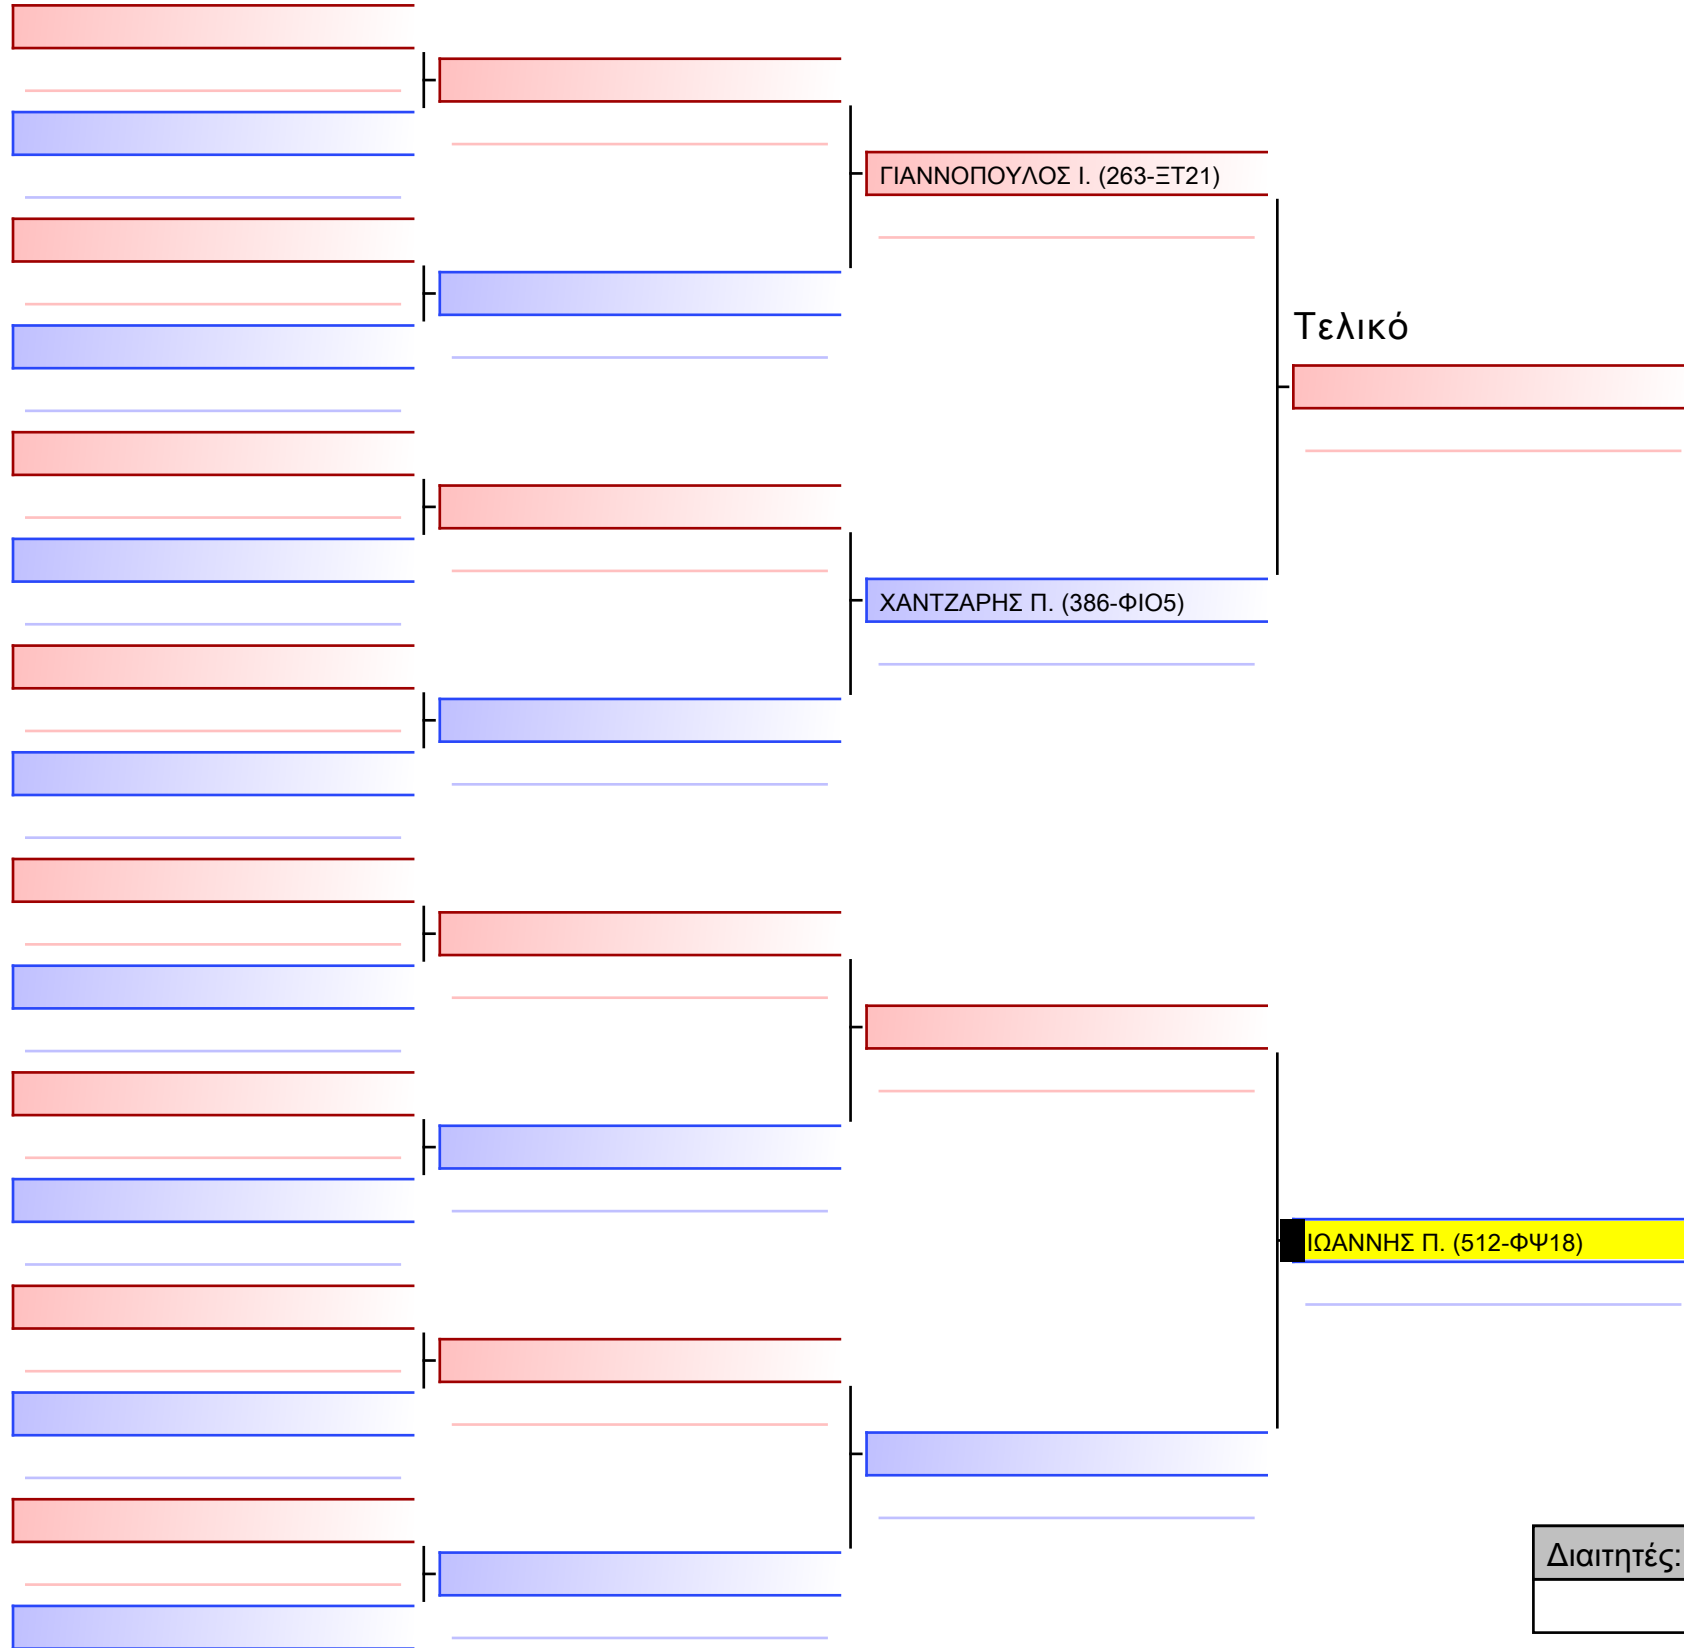 ΓΙΑΝΝΟΠΟΥΛΟΣ Ι. (263-ΞΤ21)
Τελικό
ΧΑΝΤΖΑΡΗΣ Π. (386-ΦΙΟ5)
ΙΩΑΝΝΗΣ Π. (512-ΦΨ18)
Διαιτητές: